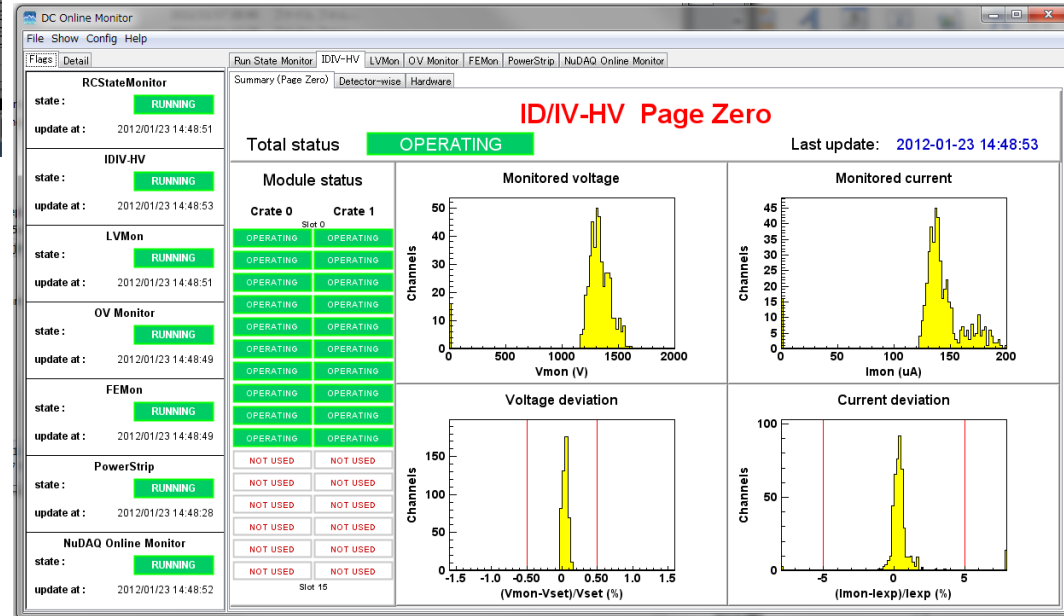 DC Online Monitor
File Show Config Help
Flags Detail
RCStateMonitor
state : RUNNING
update at : 2012/01/23 14:48:51
IDIV-HV
state : RUNNING
update at : 2012/01/23 14:48:53
LVMon
state : RUNNING
update at : 2012/01/23 14:48:51
OV Monitor
state : RUNNING
update at : 2012/01/23 14:48:49
FEMon
state : RUNNING
update at : 2012/01/23 14:48:49
PowerStrip
state : RUNNING
update at : 2012/01/23 14:48:28
NuDAQ Online Monitor
state : RUNNING
update at : 2012/01/23 14:48:52
Run State Monitor IDIV-HV LVMon OV Monitor FEMon PowerStrip NuDAQ Online Monitor
Summary (Page Zero) Detector-wise Hardware
ID/IV-HV Page Zero
Total status OPERATING Last update: 2012-01-23 14:48:53
Module status
Crate 0 Crate 1
Slot 0
OPERATING OPERATING
OPERATING OPERATING
OPERATING OPERATING
OPERATING OPERATING
OPERATING OPERATING
OPERATING OPERATING
OPERATING OPERATING
OPERATING OPERATING
OPERATING OPERATING
OPERATING OPERATING
NOT USED NOT USED
NOT USED NOT USED
NOT USED NOT USED
NOT USED NOT USED
NOT USED NOT USED
NOT USED NOT USED
Slot 15
Monitored voltage
Channels
50
40
30
20
10
0
0 500 1000 1500 2000
Vmon (V)
Monitored current
Channels
45
40
35
30
25
20
15
10
5
0
0 50 100 150 200
Imon (uA)
Voltage deviation
Channels
150
100
50
0
-1.5 -1.0 -0.50 0 0.50 1.0 1.5
(Vmon-Vset)/Vset (%)
Current deviation
Channels
100
50
0
-5 0 5
(Imon-Iexp)/Iexp (%)